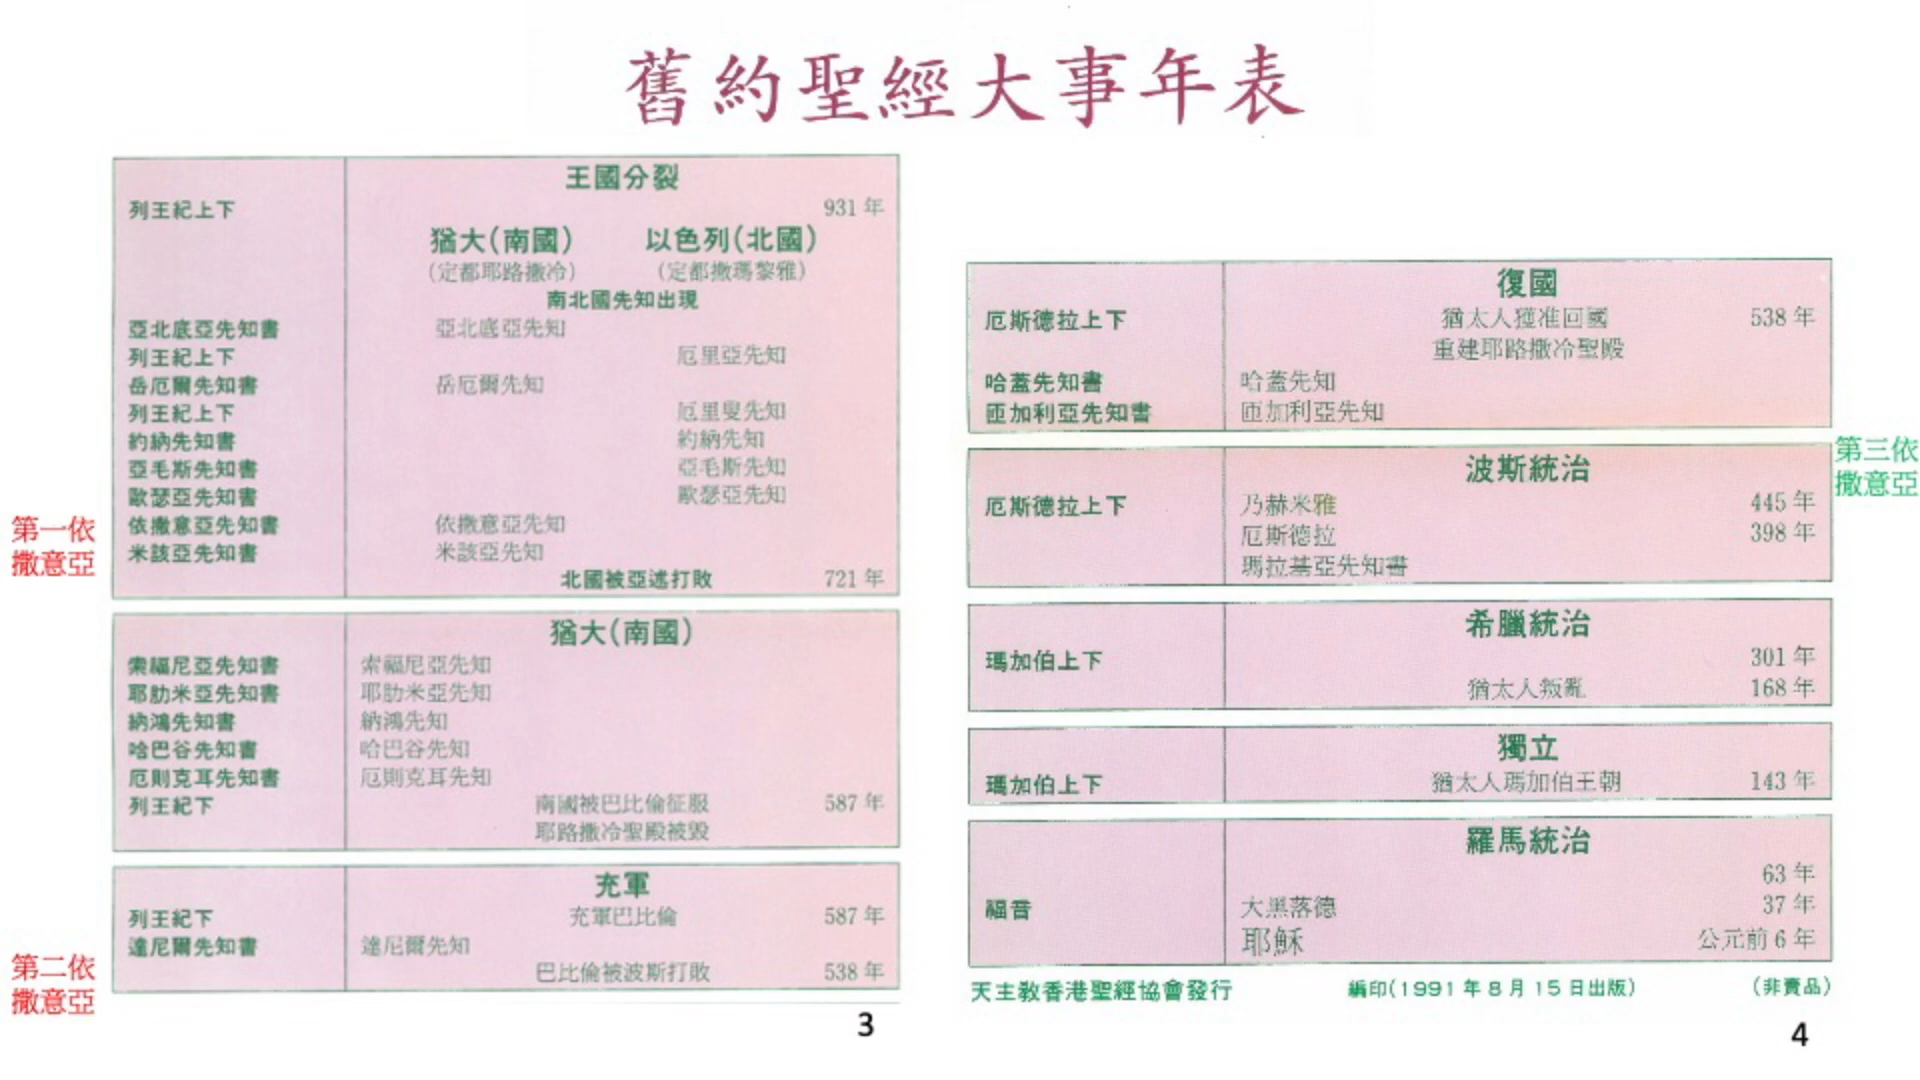 舊約聖經大事年表
王國分裂
列王紀上下 931 年
猶大(南國) 以色列(北國)
(定都耶路撒冷) (定都撒瑪黎雅)
南北國先知出現
亞北底亞先知書 亞北底亞先知
列王紀上下 厄里亞先知
岳厄爾先知書 岳厄爾先知
列王紀上下 厄里叟先知
約納先知書 約納先知
亞毛斯先知書 亞毛斯先知
歐瑟亞先知書 歐瑟亞先知
依撒意亞先知書 依撒意亞先知
米該亞先知書 米該亞先知
北國被亞述打敗 721 年
第一依
撒意亞
猶大(南國)
索福尼亞先知書 索福尼亞先知
耶肋米亞先知書 耶肋米亞先知
納鴻先知書 納鴻先知
哈巴谷先知書 哈巴谷先知
厄則克耳先知書 厄則克耳先知
列王紀下 南國被巴比倫征服 587 年
耶路撒冷聖殿被毀
充軍
列王紀下 充軍巴比倫 587 年
達尼爾先知書 達尼爾先知
巴比倫被波斯打敗 538 年
第二依
撒意亞
3
復國
厄斯德拉上下 猶太人獲准回國 538 年
重建耶路撒冷聖殿
哈蓋先知書 哈蓋先知
匝加利亞先知書 匝加利亞先知
第三依
撒意亞
波斯統治
厄斯德拉上下 乃赫米雅 445 年
厄斯德拉 398 年
瑪拉基亞先知書
希臘統治
瑪加伯上下 301 年
猶太人叛亂 168 年
獨立
瑪加伯上下 猶太人瑪加伯王朝 143 年
羅馬統治
63 年
福音 大黑落德 37 年
耶穌 公元前 6 年
天主教香港聖經協會發行 編印(1991 年 8 月 15 日出版) (非賣品)
4